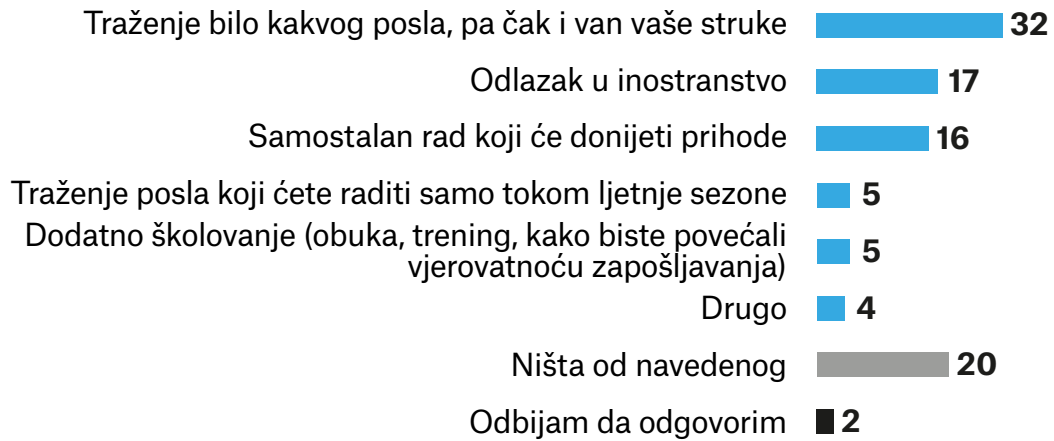 Traženje bilo kakvog posla, pa čak i van vaše struke 32
Odlazak u inostranstvo 17
Samostalan rad koji će donijeti prihode 16
Traženje posla koji ćete raditi samo tokom ljetnje sezone 5
Dodatno školovanje (obuka, trening, kako biste povećali
vjerovatnoću zapošljavanja) 5
Drugo 4
Ništa od navedenog 20
Odbijam da odgovorim 2